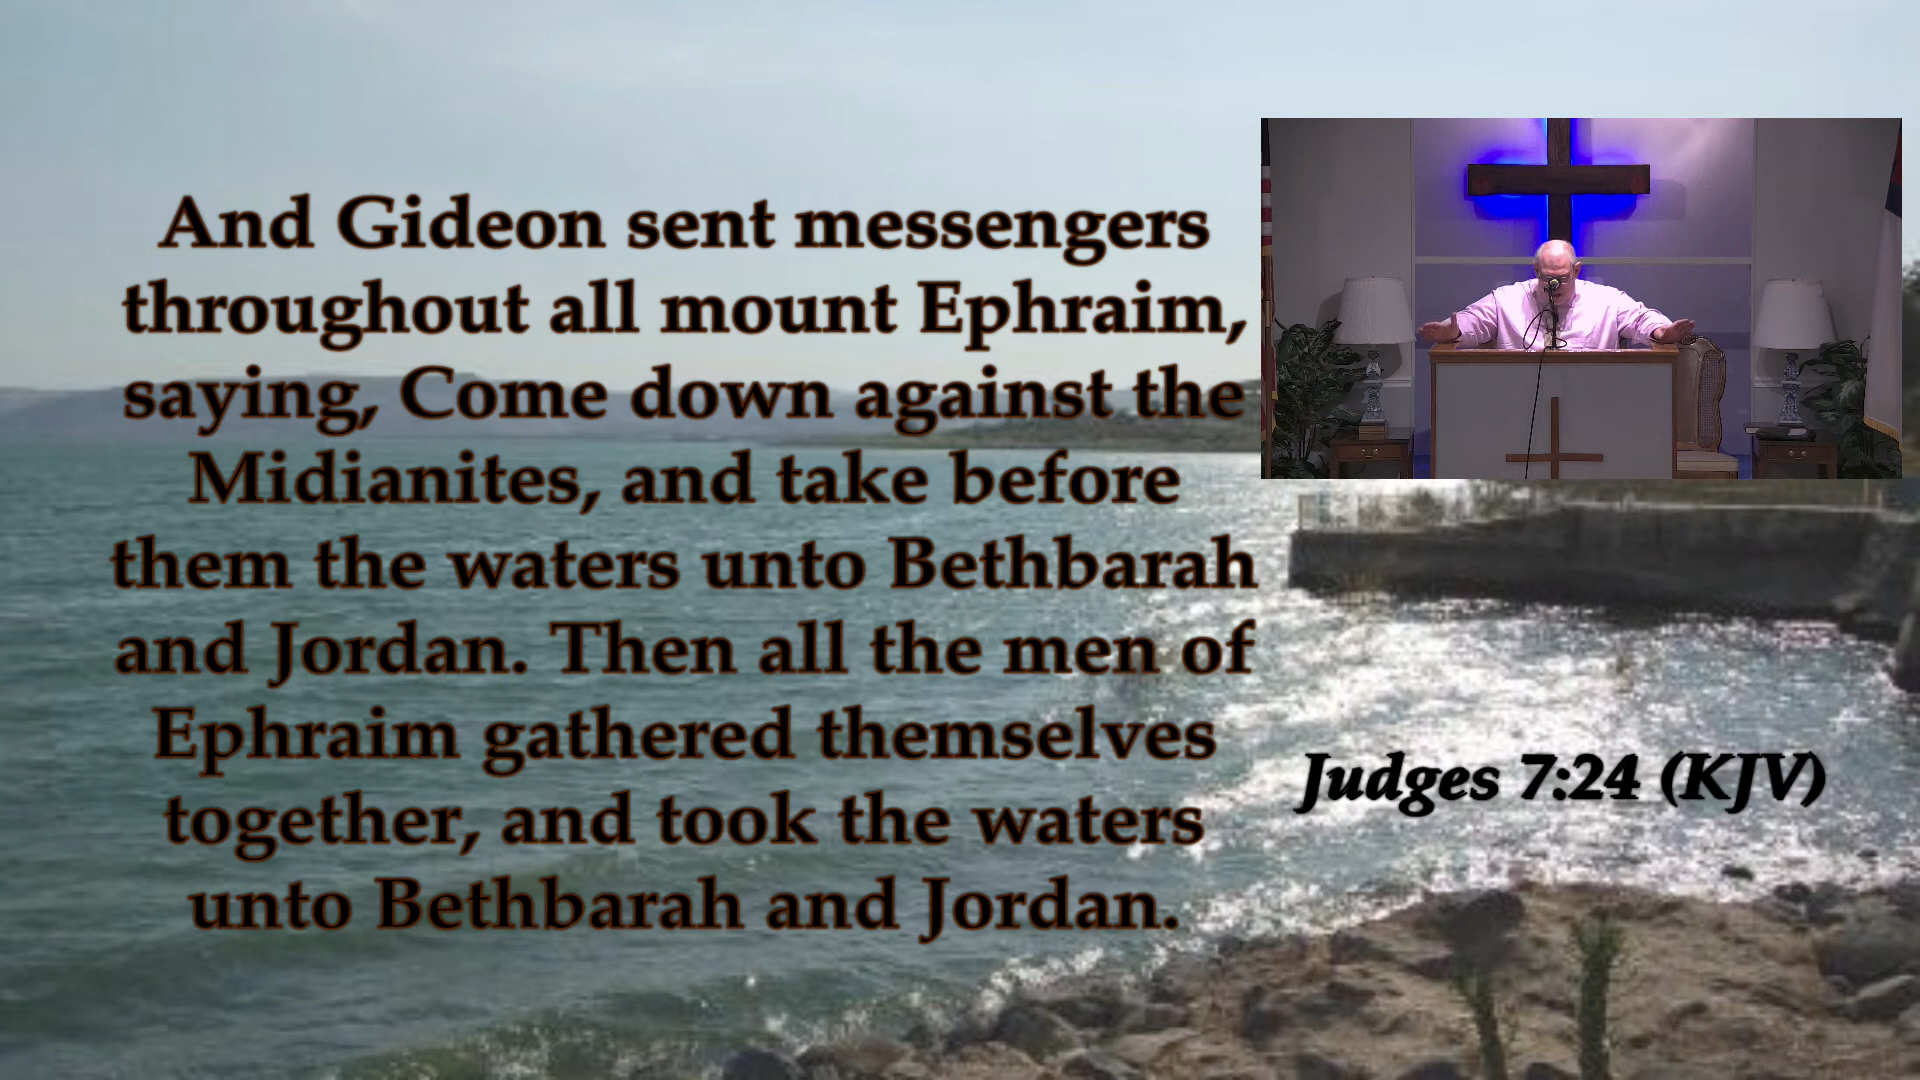 And Gideon sent messengers
throughout all mount Ephraim,
saying, Come down against the
Midianites, and take before
them the waters unto Bethbarah
and Jordan. Then all the men of
Ephraim gathered themselves
together, and took the waters
unto Bethbarah and Jordan.
Judges 7:24 (KJV)